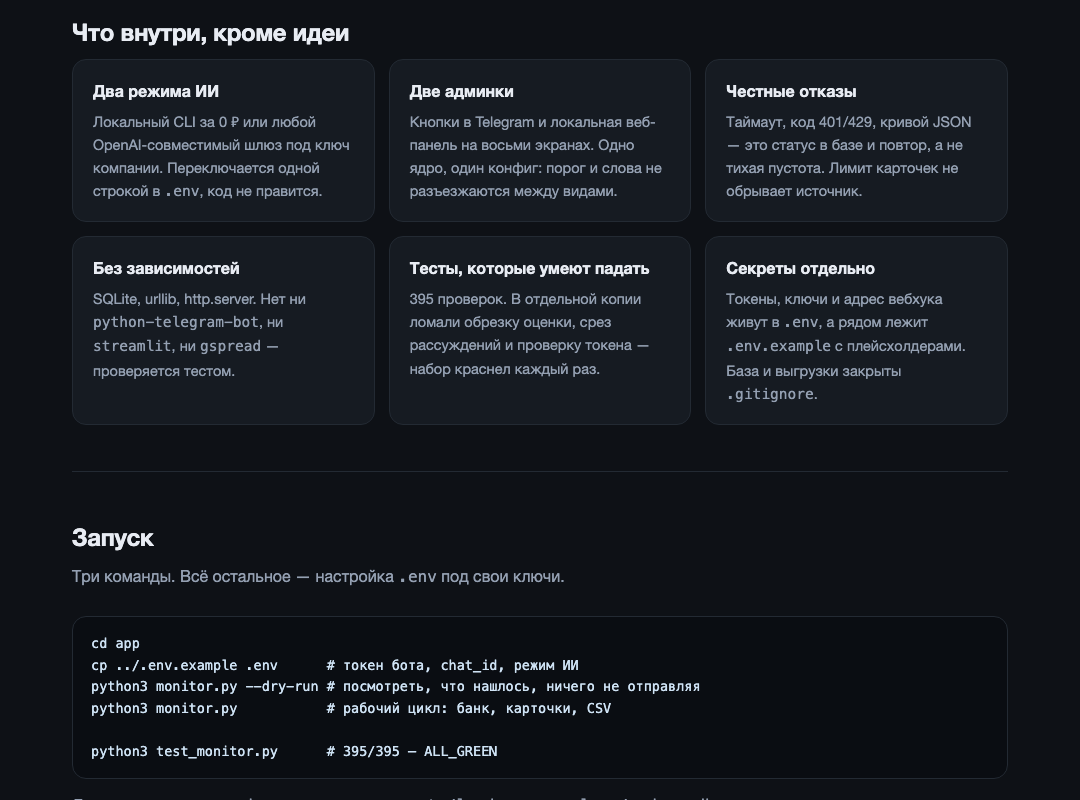 Что внутри, кроме идеи
Два режима ИИ
Локальный CLI за 0 ₽ или любой
OpenAI-совместимый шлюз под ключ
компании. Переключается одной
строкой в .env, код не правится.
Две админки
Кнопки в Telegram и локальная веб-
панель на восьми экранах. Одно
ядро, один конфиг: порог и слова не
разъезжаются между видами.
Честные отказы
Таймаут, код 401/429, кривой JSON
— это статус в базе и повтор, а не
тихая пустота. Лимит карточек не
обрывает источник.
Без зависимостей
SQLite, urllib, http.server. Нет ни
python-telegram-bot, ни
streamlit, ни gspread —
проверяется тестом.
Тесты, которые умеют падать
395 проверок. В отдельной копии
ломали обрезку оценки, срез
рассуждений и проверку токена —
набор краснел каждый раз.
Секреты отдельно
Токены, ключи и адрес вебхука
живут в .env, а рядом лежит
.env.example с плейсхолдерами.
База и выгрузки закрыты
.gitignore.
Запуск
Три команды. Всё остальное — настройка .env под свои ключи.
cd app
cp ../.env.example .env      # токен бота, chat_id, режим ИИ
python3 monitor.py --dry-run # посмотреть, что нашлось, ничего не отправляя
python3 monitor.py           # рабочий цикл: банк, карточки, CSV
python3 test_monitor.py      # 395/395 — ALL_GREEN